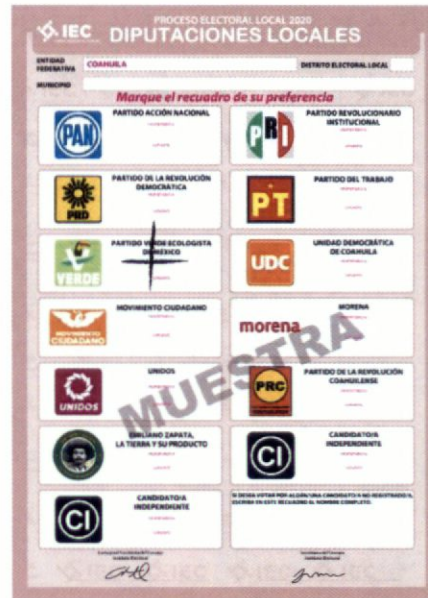 IEC
PROCESO ELECTORAL LOCAL 2020
DIPUTACIONES LOCALES
ENTIDAD FEDERATIVA
COAHUILA
DISTRITO ELECTORAL LOCAL
MUNICIPIO
Marque el recuadro de su preferencia
PAN
PARTIDO ACCIÓN NACIONAL
PRI
PARTIDO REVOLUCIONARIO
INSTITUCIONAL
PRD
PARTIDO DE LA REVOLUCIÓN
DEMOCRÁTICA
PT
PARTIDO DEL TRABAJO
VERDE
PARTIDO VERDE ECOLOGISTA
DE MÉXICO
UDC
UNIDAD DEMOCRÁTICA
DE COAHUILA
MOVIMIENTO
CIUDADANO
MOVIMIENTO CIUDADANO
morena
MORENA
UNIDOS
UNIDOS
PRC
PARTIDO DE LA REVOLUCIÓN
COAHUILENSE
MUESTRA
EMILIANO ZAPATA,
LA TIERRA Y SU PRODUCTO
CI
CANDIDATO/A
INDEPENDIENTE
CI
CANDIDATO/A
INDEPENDIENTE
SI DESEA VOTAR POR ALGÚN/UNA CANDIDATO/A NO REGISTRADO/A,
ESCRIBA EN ESTE RECUADRO EL NOMBRE COMPLETO.